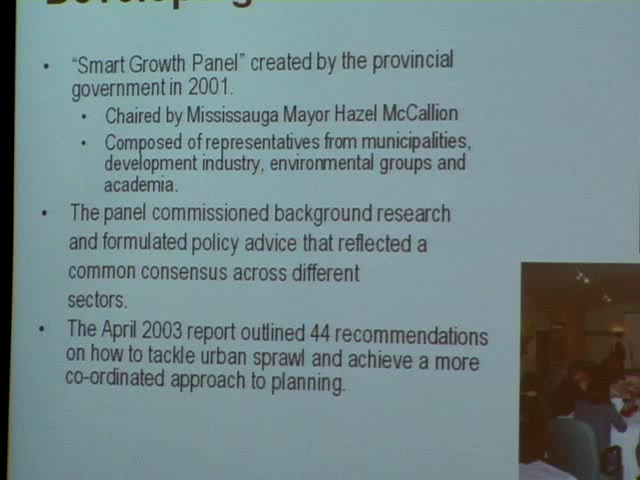 Developing
• “Smart Growth Panel” created by the provincial
government in 2001.
• Chaired by Mississauga Mayor Hazel McCallion
• Composed of representatives from municipalities,
development industry, environmental groups and
academia.
• The panel commissioned background research
and formulated policy advice that reflected a
common consensus across different
sectors.
• The April 2003 report outlined 44 recommendations
on how to tackle urban sprawl and achieve a more
co-ordinated approach to planning.